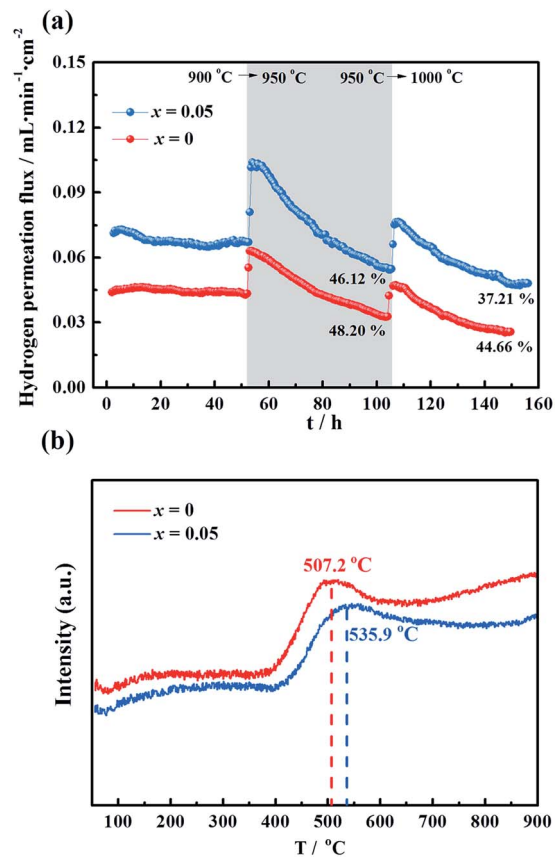 (a)
Hydrogen permeation flux / mL·min⁻¹·cm⁻²
0.15
0.12
0.09
0.06
0.03
0.00
900 °C → 950 °C
950 °C → 1000 °C
x = 0.05
x = 0
46.12 %
48.20 %
37.21 %
44.66 %
0 20 40 60 80 100 120 140 160
t / h
(b)
Intensity (a.u.)
x = 0
x = 0.05
507.2 °C
535.9 °C
100 200 300 400 500 600 700 800 900
T / °C